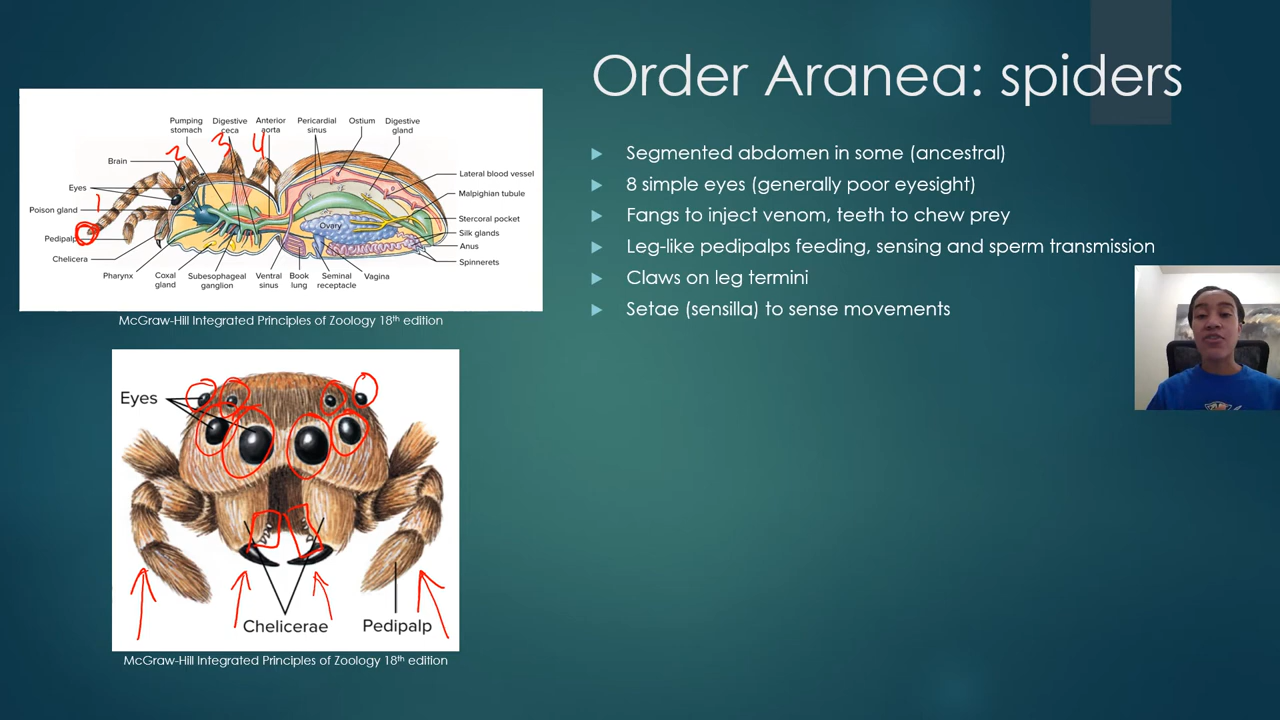 Order Aranea: spiders
Segmented abdomen in some (ancestral)
8 simple eyes (generally poor eyesight)
Fangs to inject venom, teeth to chew prey
Leg-like pedipalps feeding, sensing and sperm transmission
Claws on leg termini
Setae (sensilla) to sense movements
Pumping
stomach
Digestive
ceca
Anterior
aorta
Pericardial
sinus
Ostium
Digestive
gland
Brain
Eyes
Poison gland
Pedipalp
Chelicera
Pharynx
Coxal
gland
Subesophageal
ganglion
Ventral
sinus
Book
lung
Seminal
receptacle
Vagina
Ovary
Lateral blood vessel
Malpighian tubule
Stercoral pocket
Silk glands
Anus
Spinnerets
1
2
3
4
McGraw-Hill Integrated Principles of Zoology 18th edition
Eyes
Chelicerae
Pedipalp
McGraw-Hill Integrated Principles of Zoology 18th edition